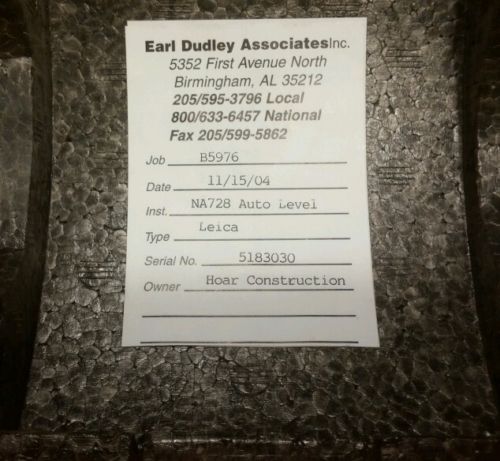 Earl Dudley Associates Inc.
5352 First Avenue North
Birmingham, AL 35212
205/595-3796 Local
800/633-6457 National
Fax 205/599-5862
Job B5976
Date 11/15/04
Inst. NA728 Auto Level
Type Leica
Serial No. 5183030
Owner Hoar Construction